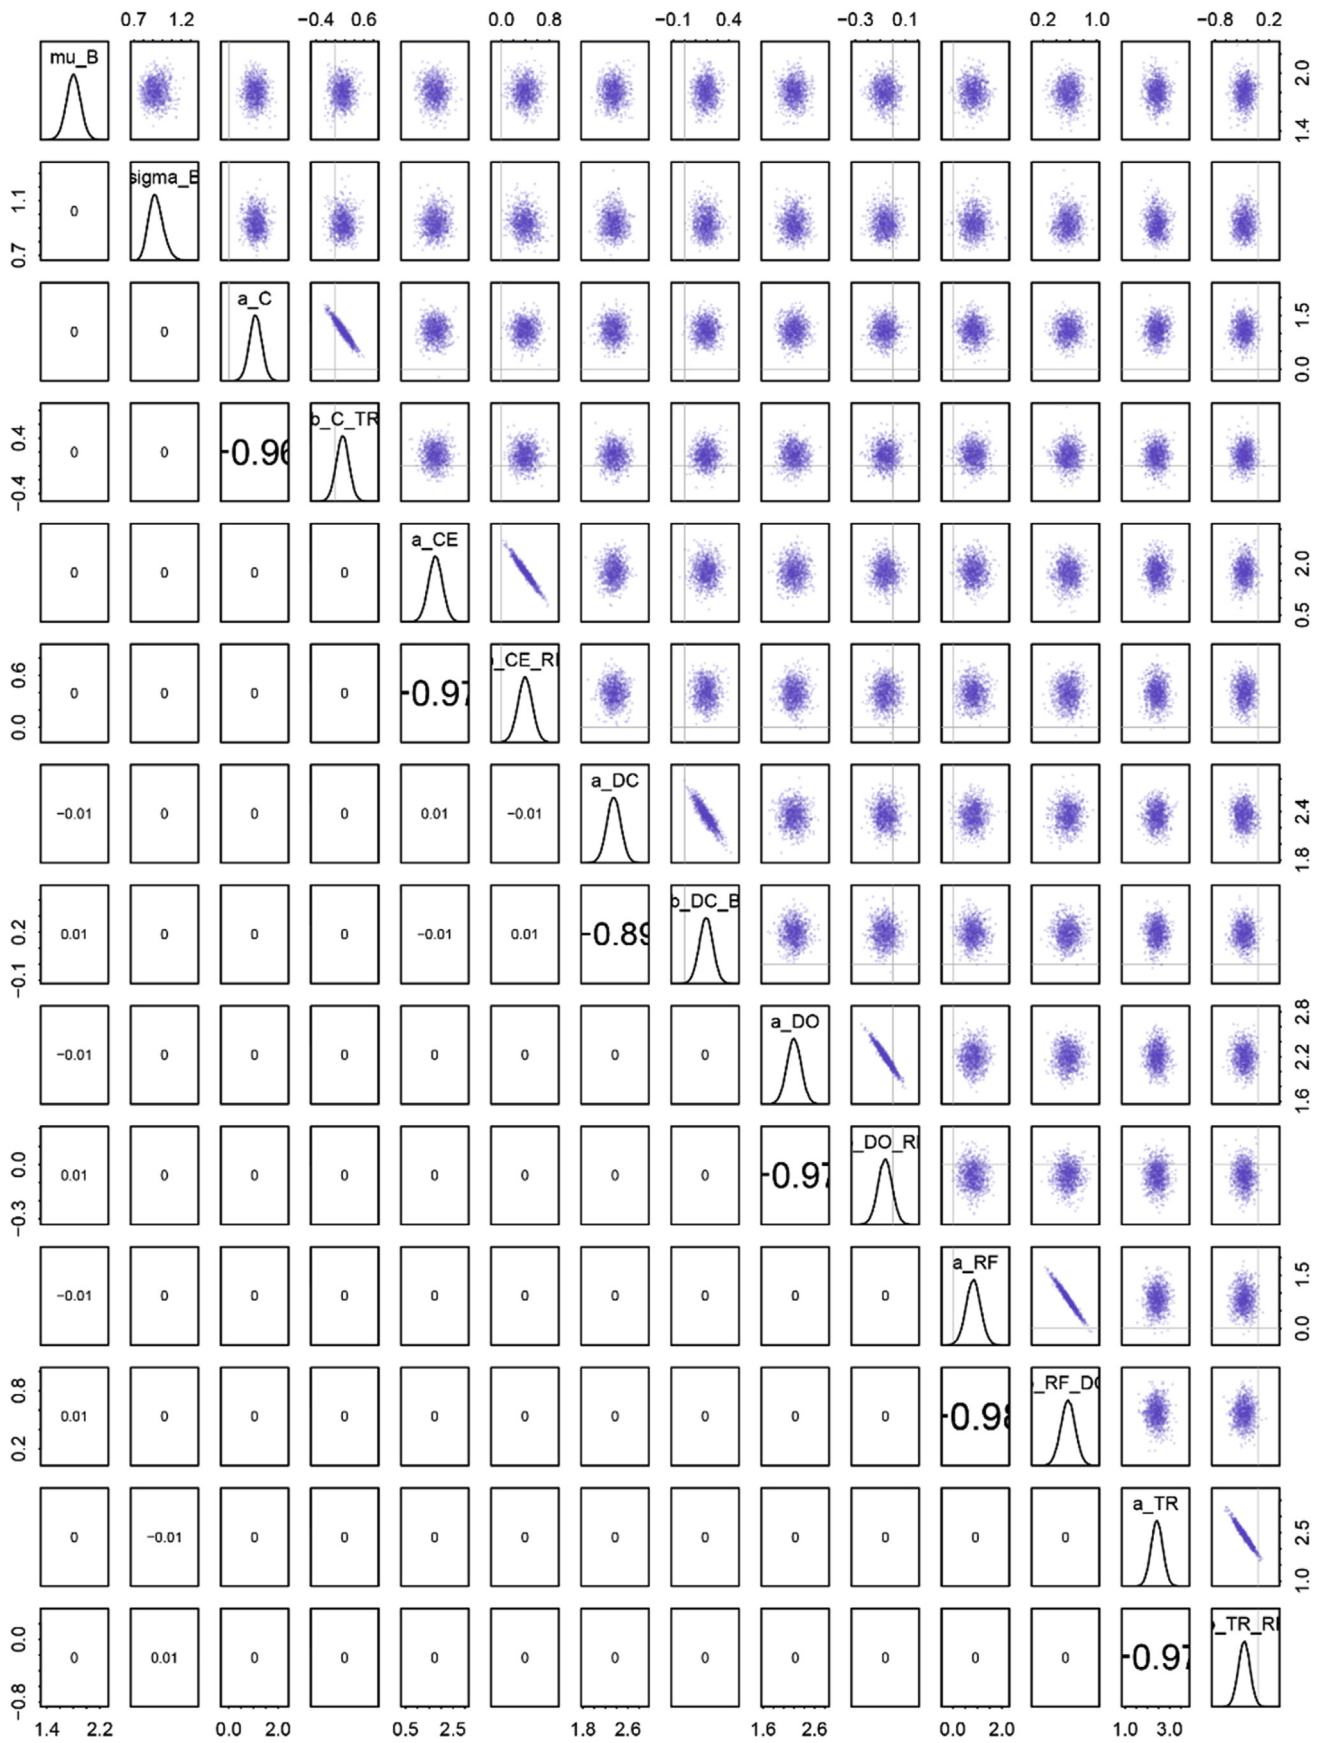 0.7 1.2 −0.4 0.6 0.0 0.8 −0.1 0.4 −0.3 0.1 0.2 1.0 −0.8 0.2
mu_B 1.4 2.0
0.7 1.1 0 sigma_B
0 0 a_C 0.0 1.5
−0.4 0.4 0 0 −0.96 b_C_TR
0 0 0 0 a_CE 0.5 2.0
0.0 0.6 0 0 0 0 −0.97 _CE_RI
−0.01 0 0 0 0.01 −0.01 a_DC 1.8 2.4
−0.1 0.2 0.01 0 0 0 −0.01 0.01 −0.89 b_DC_B
−0.01 0 0 0 0 0 0 0 a_DO 1.6 2.2 2.8
−0.3 0.0 0.01 0 0 0 0 0 0 0 −0.97 _DO_RI
−0.01 0 0 0 0 0 0 0 0 0 a_RF 0.0 1.5
0.2 0.8 0.01 0 0 0 0 0 0 0 0 0 −0.98 _RF_DC
0 −0.01 0 0 0 0 0 0 0 0 0 0 a_TR 1.0 2.5
−0.8 0.0 0 0.01 0 0 0 0 0 0 0 0 0 0 −0.97 _TR_RI
1.4 2.2 0.0 2.0 0.5 2.5 1.8 2.6 1.6 2.6 0.0 2.0 1.0 3.0